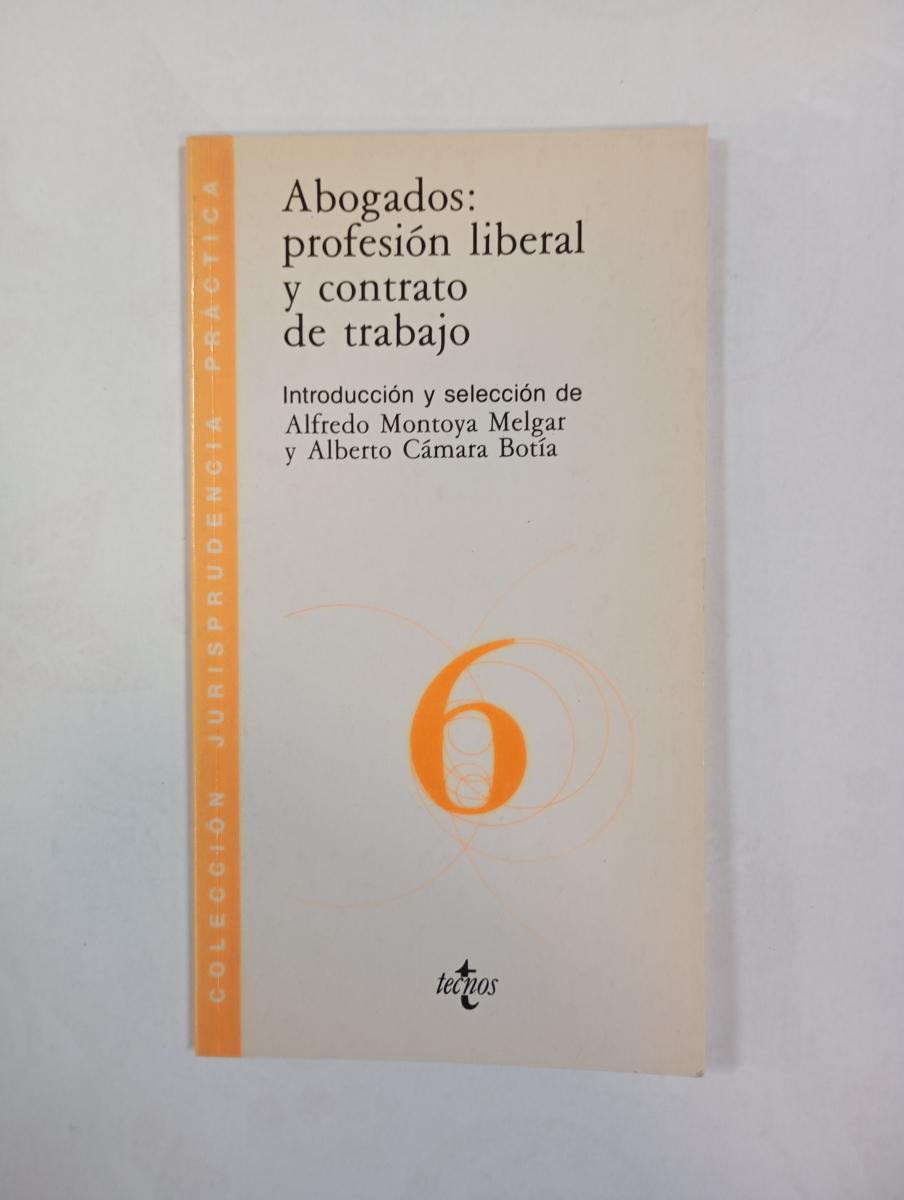 Abogados:
profesión liberal
y contrato
de trabajo
Introducción y selección de
Alfredo Montoya Melgar
y Alberto Cámara Botía
6
tecnos
COLECCIÓN JURISPRUDENCIA PRÁCTICA